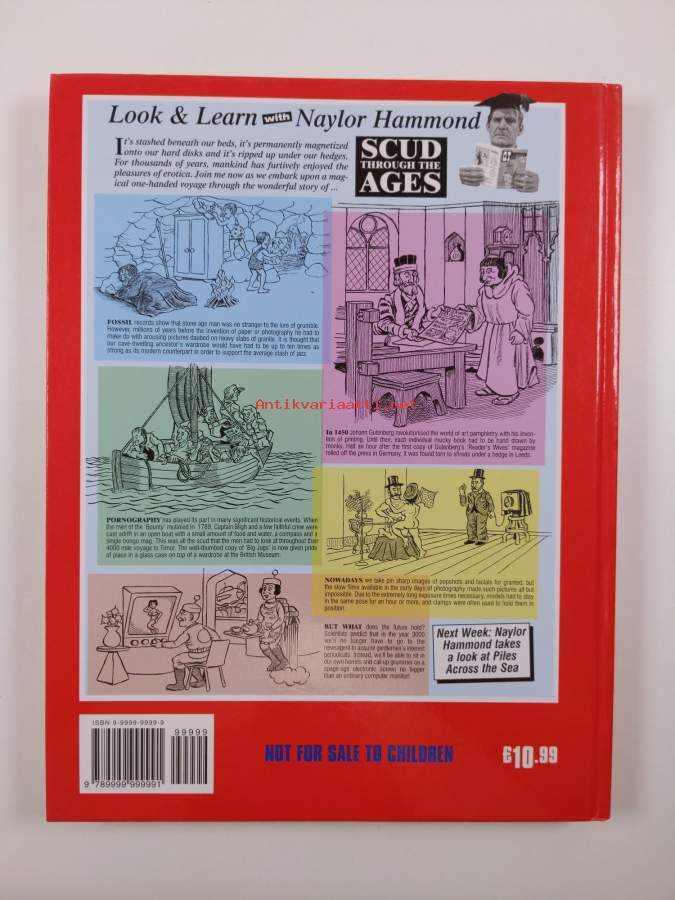 Look & Learn with Naylor Hammond
It's stashed beneath our beds, it's permanently magnetized
onto our hard disks and it's ripped up under our hedges.
For thousands of years, mankind has furtively enjoyed the
pleasures of erotica. Join me now as we embark upon a mag-
ical one-handed voyage through the wonderful story of ...
SCUD
THROUGH THE
AGES
FOSSIL records show that stone age man was no stranger to the lure of grumble.
However, millions of years before the invention of paper or photography he had to
make do with arousing pictures daubed on heavy slabs of granite. It is thought that
our cave-dwelling ancestor's wardrobe would have had to be up to ten times as
strong as its modern counterpart in order to support the average stash of jazz.
Antikvariaatti.net
In 1450 Johann Gutenberg revolutionised the world of art pamphletry with his inven-
tion of printing. Until then, each individual mucky book had to be hand drawn by
monks. Half an hour after the first copy of Gutenberg's 'Reader's Wives' magazine
rolled off the press in Germany, it was found torn to shreds under a hedge in Leeds.
PORNOGRAPHY has played its part in many significant historical events. When
the men of the 'Bounty' mutinied in 1789, Captain Bligh and a few faithful crew were
cast adrift in an open boat with a small amount of food and water, a compass and a
single bongo mag. This was all the scud that the men had to look at throughout their
4000 mile voyage to Timor. The well-thumbed copy of 'Big Jugs' is now given pride
of place in a glass case on top of a wardrobe at the British Museum.
NOWADAYS we take pin sharp images of popshots and facials for granted, but
the slow films available in the early days of photography made such pictures all but
impossible. Due to the extremely long exposure times necessary, models had to stay
in the same pose for an hour or more, and clamps were often used to hold them in
position.
BUT WHAT does the future hold?
Scientists predict that in the year 3000
we'll no longer have to go to the
newsagent to acquire gentlemen's interest
periodicals. Instead, we'll be able to sit in
our own homes and call up grummer on a
space-age electronic screen no bigger
than an ordinary computer monitor!
Next Week: Naylor
Hammond takes
a look at Piles
Across the Sea
ISBN 9-9999-9999-9
99999
9 789999 999991
NOT FOR SALE TO CHILDREN
£10.99